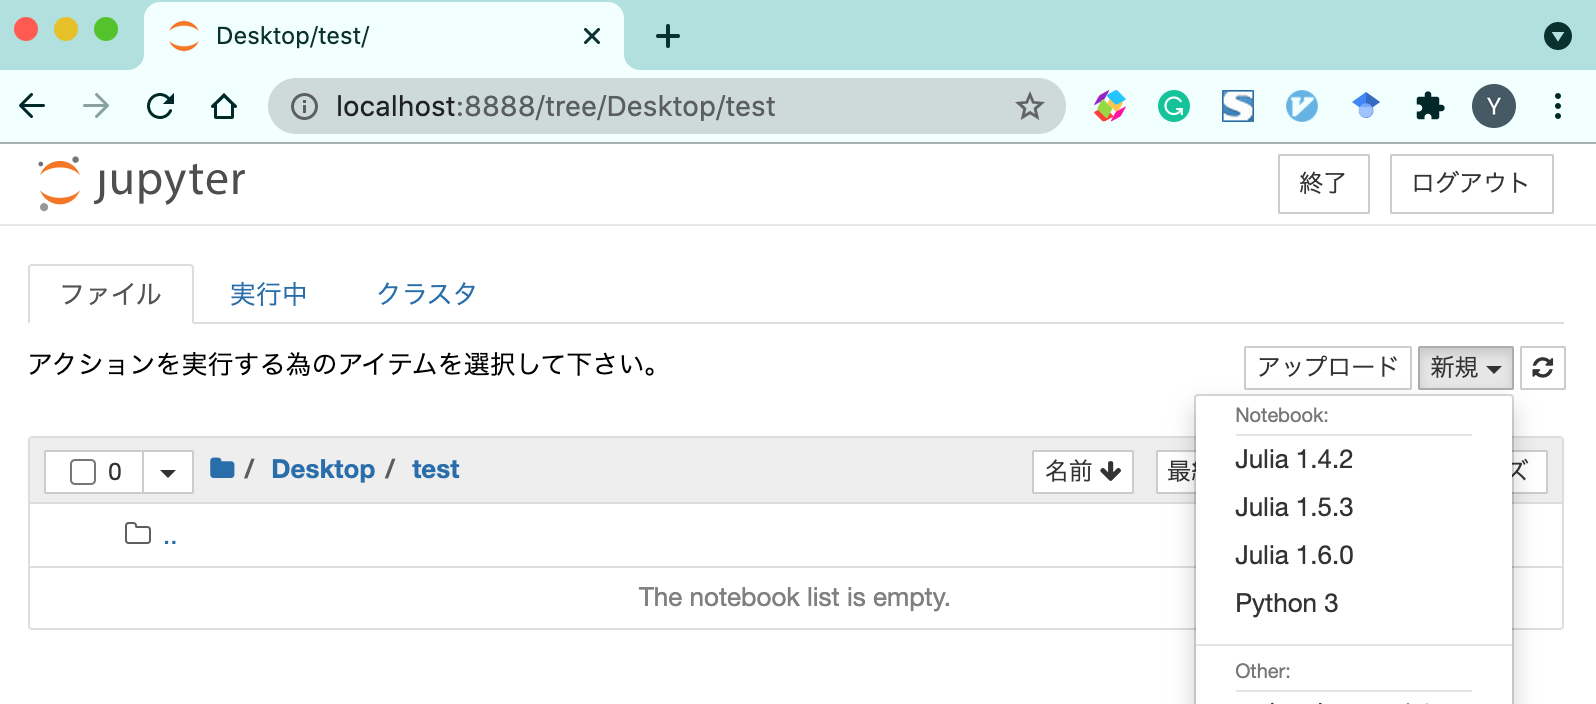 Desktop/test/
localhost:8888/tree/Desktop/test
Y
jupyter
終了
ログアウト
ファイル
実行中
クラスタ
アクションを実行する為のアイテムを選択して下さい。
アップロード
新規
Notebook:
0
/ Desktop / test
名前
最
ズ
Julia 1.4.2
Julia 1.5.3
..
Julia 1.6.0
The notebook list is empty.
Python 3
Other: